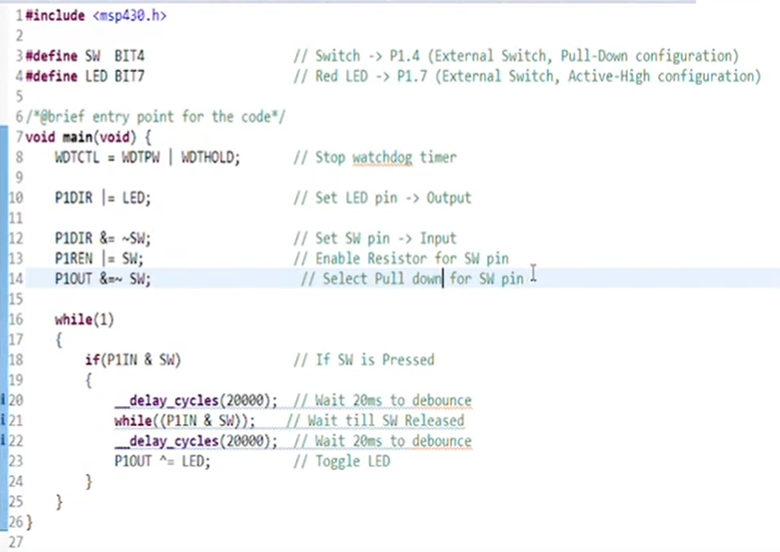 1 #include <msp430.h>
2
3 #define SW BIT4 // Switch -> P1.4 (External Switch, Pull-Down configuration)
4 #define LED BIT7 // Red LED -> P1.7 (External Switch, Active-High configuration)
5
6 /*@brief entry point for the code*/
7 void main(void) {
8 WDTCTL = WDTPW | WDTHOLD; // Stop watchdog timer
9
10 P1DIR |= LED; // Set LED pin -> Output
11
12 P1DIR &= ~SW; // Set SW pin -> Input
13 P1REN |= SW; // Enable Resistor for SW pin
14 P1OUT &=~ SW; // Select Pull down for SW pin
15
16 while(1)
17 {
18 if(P1IN & SW) // If SW is Pressed
19 {
i 20 __delay_cycles(20000); // Wait 20ms to debounce
i 21 while((P1IN & SW)); // Wait till SW Released
i 22 __delay_cycles(20000); // Wait 20ms to debounce
23 P1OUT ^= LED; // Toggle LED
24 }
25 }
26 }
27